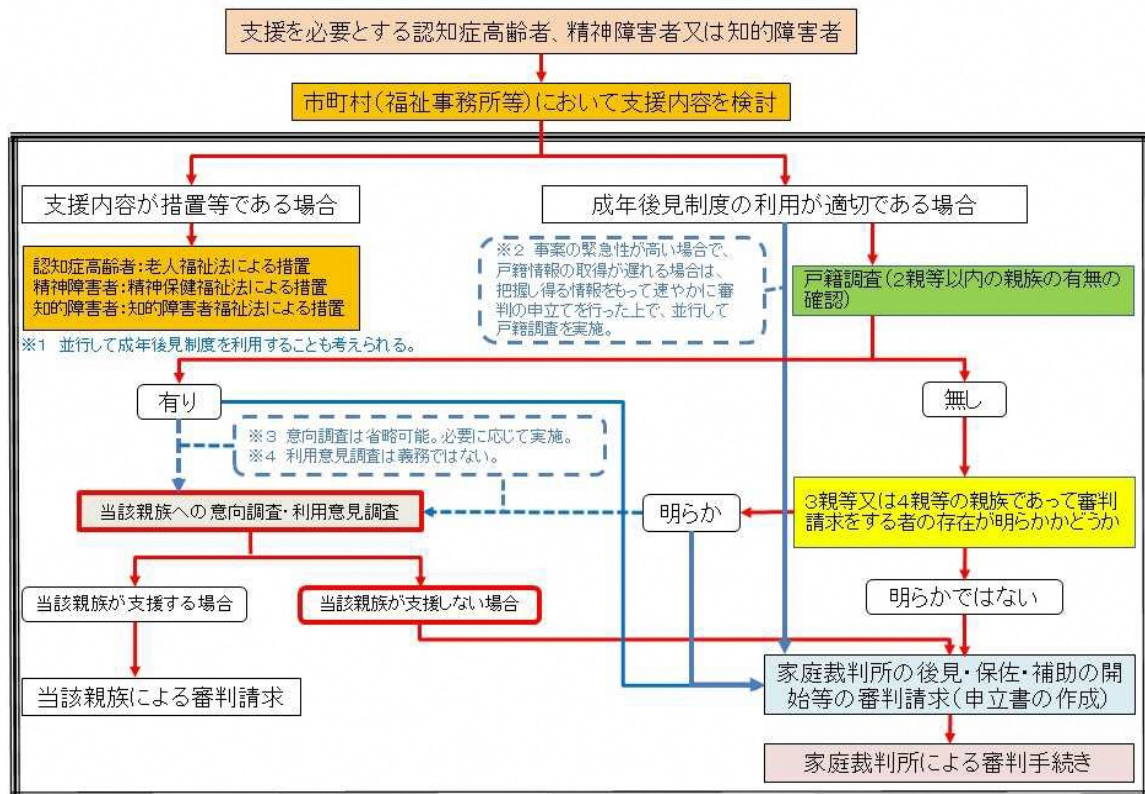 支援を必要とする認知症高齢者、精神障害者又は知的障害者
市町村(福祉事務所等)において支援内容を検討
支援内容が措置等である場合
成年後見制度の利用が適切である場合
認知症高齢者:老人福祉法による措置
精神障害者:精神保健福祉法による措置
知的障害者:知的障害者福祉法による措置
※1 並行して成年後見制度を利用することも考えられる。
※2 事案の緊急性が高い場合で、
戸籍情報の取得が遅れる場合は、
把握し得る情報をもって速やかに審
判の申立てを行った上で、並行して
戸籍調査を実施。
戸籍調査(2親等以内の親族の有無の
確認)
有り
無し
※3 意向調査は省略可能。必要に応じて実施。
※4 利用意見調査は義務ではない。
当該親族への意向調査・利用意見調査
明らか
3親等又は4親等の親族であって審判
請求をする者の存在が明らかかどうか
当該親族が支援する場合
当該親族が支援しない場合
明らかではない
当該親族による審判請求
家庭裁判所の後見・保佐・補助の開
始等の審判請求(申立書の作成)
家庭裁判所による審判手続き